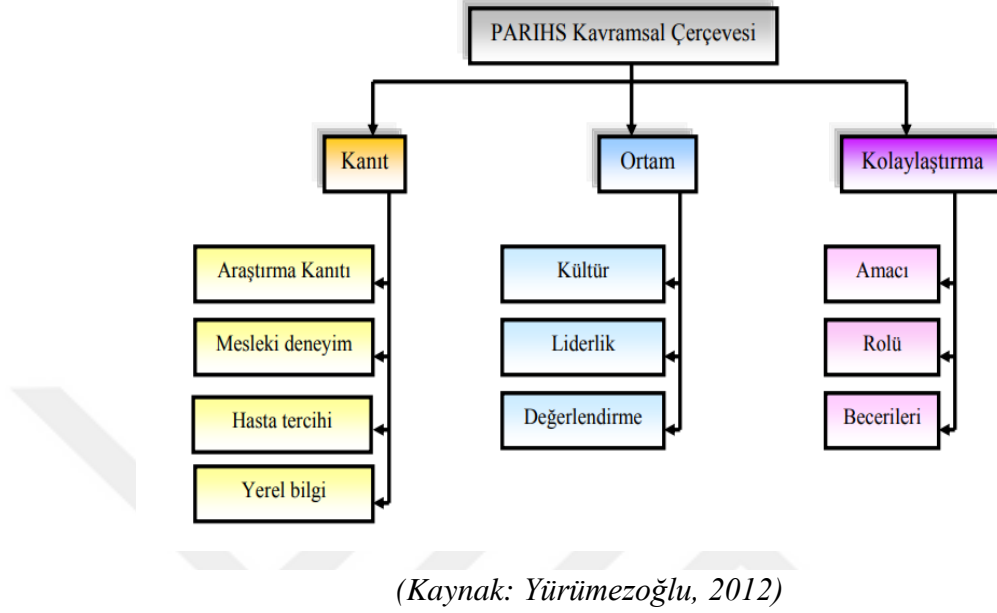 PARIHS Kavramsal Çerçevesi
Kanıt
Ortam
Kolaylaştırma
Araştırma Kanıtı
Kültür
Amacı
Mesleki deneyim
Liderlik
Rolü
Hasta tercihi
Değerlendirme
Becerileri
Yerel bilgi
(Kaynak: Yürümezoğlu, 2012)